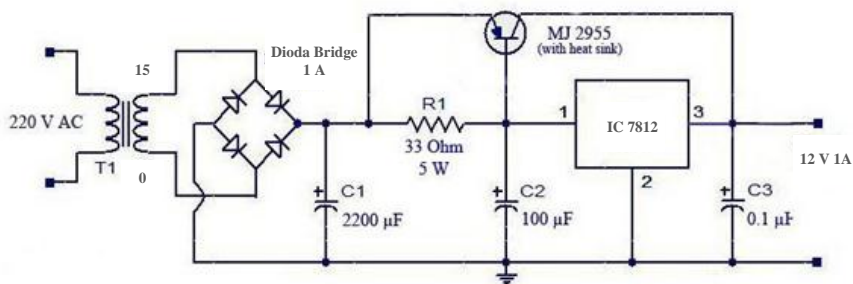 MJ 2955
(with heat sink)
Dioda Bridge
1 A
15
R1
1
IC 7812
3
220 V AC
33 Ohm
5 W
12 V 1A
T1
0
2
+
C1
2200 µF
+
C2
100 µF
+
C3
0.1 µF